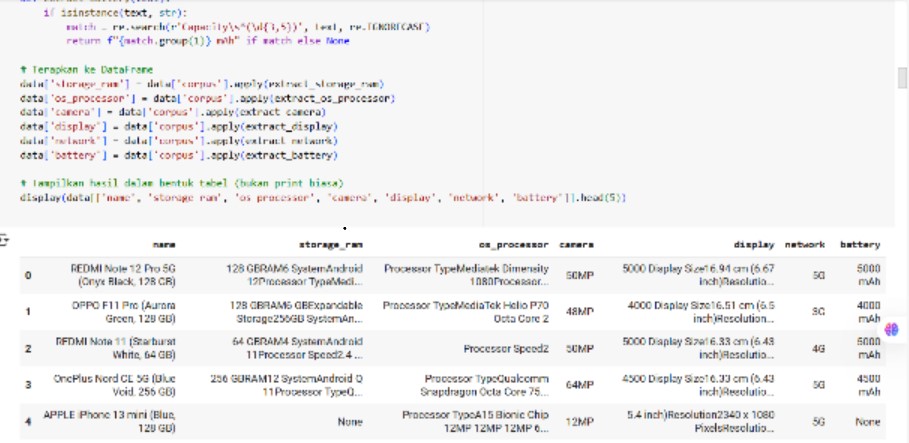 if isinstance(text, str):
match = re.search(r'Capacity\s*(\d{3,5})', text, re.IGNORECASE)
return f"{match.group(1)} mAh" if match else None
# Terapkan ke DataFrame
data['storage_ram'] = data['corpus'].apply(extract_storage_ram)
data['os_processor'] = data['corpus'].apply(extract_os_processor)
data['camera'] = data['corpus'].apply(extract_camera)
data['display'] = data['corpus'].apply(extract_display)
data['network'] = data['corpus'].apply(extract_network)
data['battery'] = data['corpus'].apply(extract_battery)
# Tampilkan hasil dalam bentuk tabel (bukan print biasa)
display(data[['name', 'storage_ram', 'os_processor', 'camera', 'display', 'network', 'battery']].head(5))
name storage_ram os_processor camera display network battery
0 REDMI Note 12 Pro 5G 128 GBRAM6 SystemAndroid Processor TypeMediatek Dimensity 50MP 5000 Display Size16.94 cm (6.67 5G 5000
(Onyx Black, 128 GB) 12Processor TypeMedi... 1080Processor... inch)Resolutio... mAh
1 OPPO F11 Pro (Aurora 128 GBRAM6 GBExpandable Processor TypeMediaTek Helio P70 48MP 4000 Display Size16.51 cm (6.5 3G 4000
Green, 128 GB) Storage256GB SystemAn... Octa Core 2 inch)Resolutio... mAh
2 REDMI Note 11 (Starburst 64 GBRAM4 SystemAndroid Processor Speed2 50MP 5000 Display Size16.33 cm (6.43 4G 5000
White, 64 GB) 11Processor Speed2.4 ... inch)Resolutio... mAh
3 OnePlus Nord CE 5G (Blue 256 GBRAM12 SystemAndroid Q Processor TypeQualcomm 64MP 4500 Display Size16.33 cm (6.43 5G 4500
Void, 256 GB) 11Processor TypeQ... Snapdragon Octa Core 75... inch)Resolutio... mAh
4 APPLE iPhone 13 mini (Blue, None Processor TypeA15 Bionic Chip 12MP 5.4 inch)Resolution2340 x 1080 5G None
128 GB) 12MP 12MP 12MP 6... PixelsResolutio...